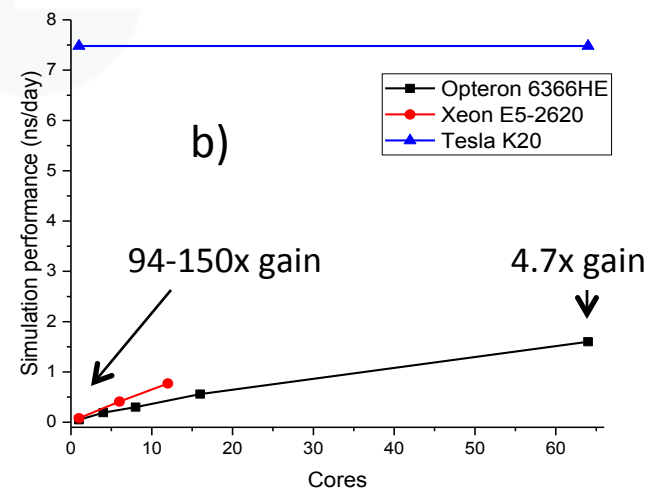 8
7
6
5
4
3
2
1
0
Simulation performance (ns/day)
Opteron 6366HE
Xeon E5-2620
Tesla K20
b)
94-150x gain
4.7x gain
0 10 20 30 40 50 60
Cores